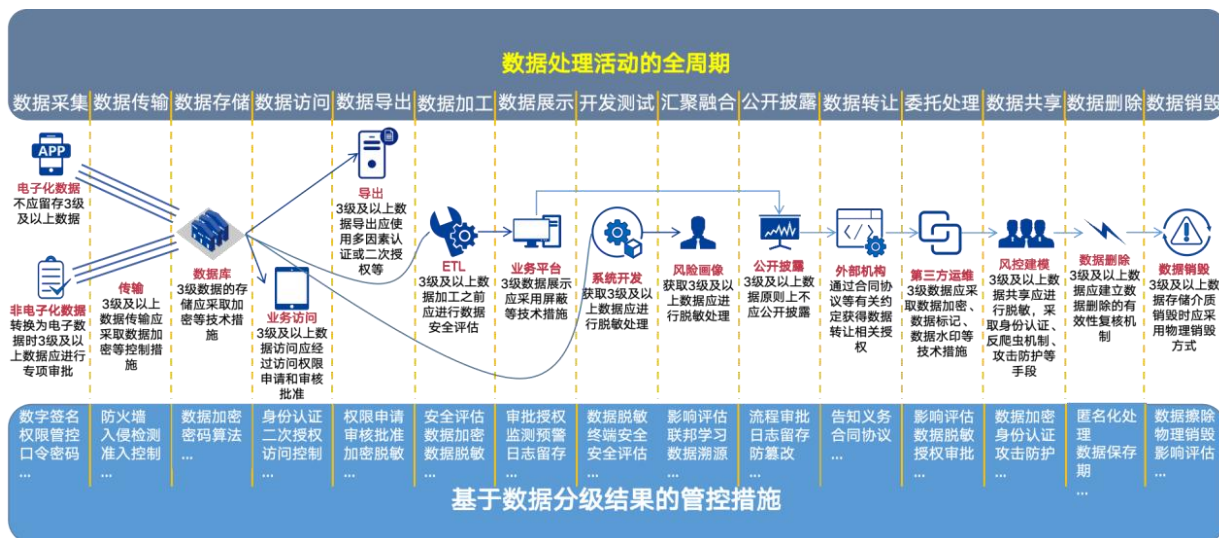 数据处理活动的全周期
数据采集
数据传输
数据存储
数据访问
数据导出
数据加工
数据展示
开发测试
汇聚融合
公开披露
数据转让
委托处理
数据共享
数据删除
数据销毁
APP
电子化数据
不应留存3级
及以上数据
非电子化数据
转换为电子数
据时3级及以
上数据应进行
专项审批
传输
3级及以上
数据传输应
采取数据加
密等控制措
施
数据库
3级数据的存
储应采取加
密等技术措
施
业务访问
3级及以上数
据访问应经
过访问权限
申请和审核
批准
导出
3级及以上数
据导出应使
用多因素认
证或二次授
权等
ETL
3级及以上数
据加工之前
应进行数据
安全评估
业务平台
3级数据展示
应采用屏蔽
等技术措施
系统开发
获取3级及以
上数据应进
行脱敏处理
风险画像
获取3级及以
上数据应进
行脱敏处理
公开披露
3级及以上数
据原则上不
应公开披露
外部机构
通过合同协
议等有关约
定获得数据
转让相关授
权
第三方运维
3级数据应采
取数据加密、
数据标记、
数据水印等
技术措施
风控建模
3级及以上数
据共享应进
行脱敏，采
取身份认证、
反爬虫机制、
攻击防护等
手段
数据删除
3级及以上数
据应建立数
据删除的有
效性复核机
制
数据销毁
3级及以上数
据存储介质
销毁时应采
用物理销毁
方式
数字签名
权限管控
口令密码
...
防火墙
入侵检测
准入控制
...
数据加密
密码算法
...
身份认证
二次授权
访问控制
...
权限申请
审核批准
加密脱敏
...
安全评估
数据加密
数据脱敏
...
审批授权
监测预警
日志留存
...
数据脱敏
终端安全
安全评估
...
影响评估
联邦学习
数据溯源
...
流程审批
日志留存
防篡改
...
告知义务
合同协议
...
影响评估
数据脱敏
授权审批
...
数据加密
身份认证
攻击防护
...
匿名化处
理
数据保存
期
...
数据擦除
物理销毁
影响评估
...
基于数据分级结果的管控措施